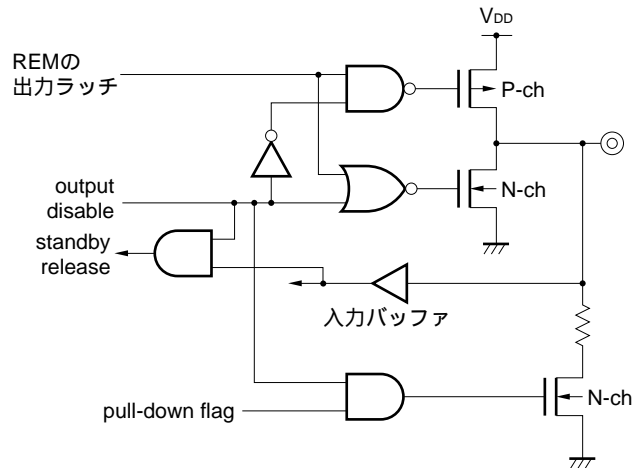 VDD
REMの
出力ラッチ
P-ch
output
disable
N-ch
standby
release
入力バッファ
pull-down flag
N-ch